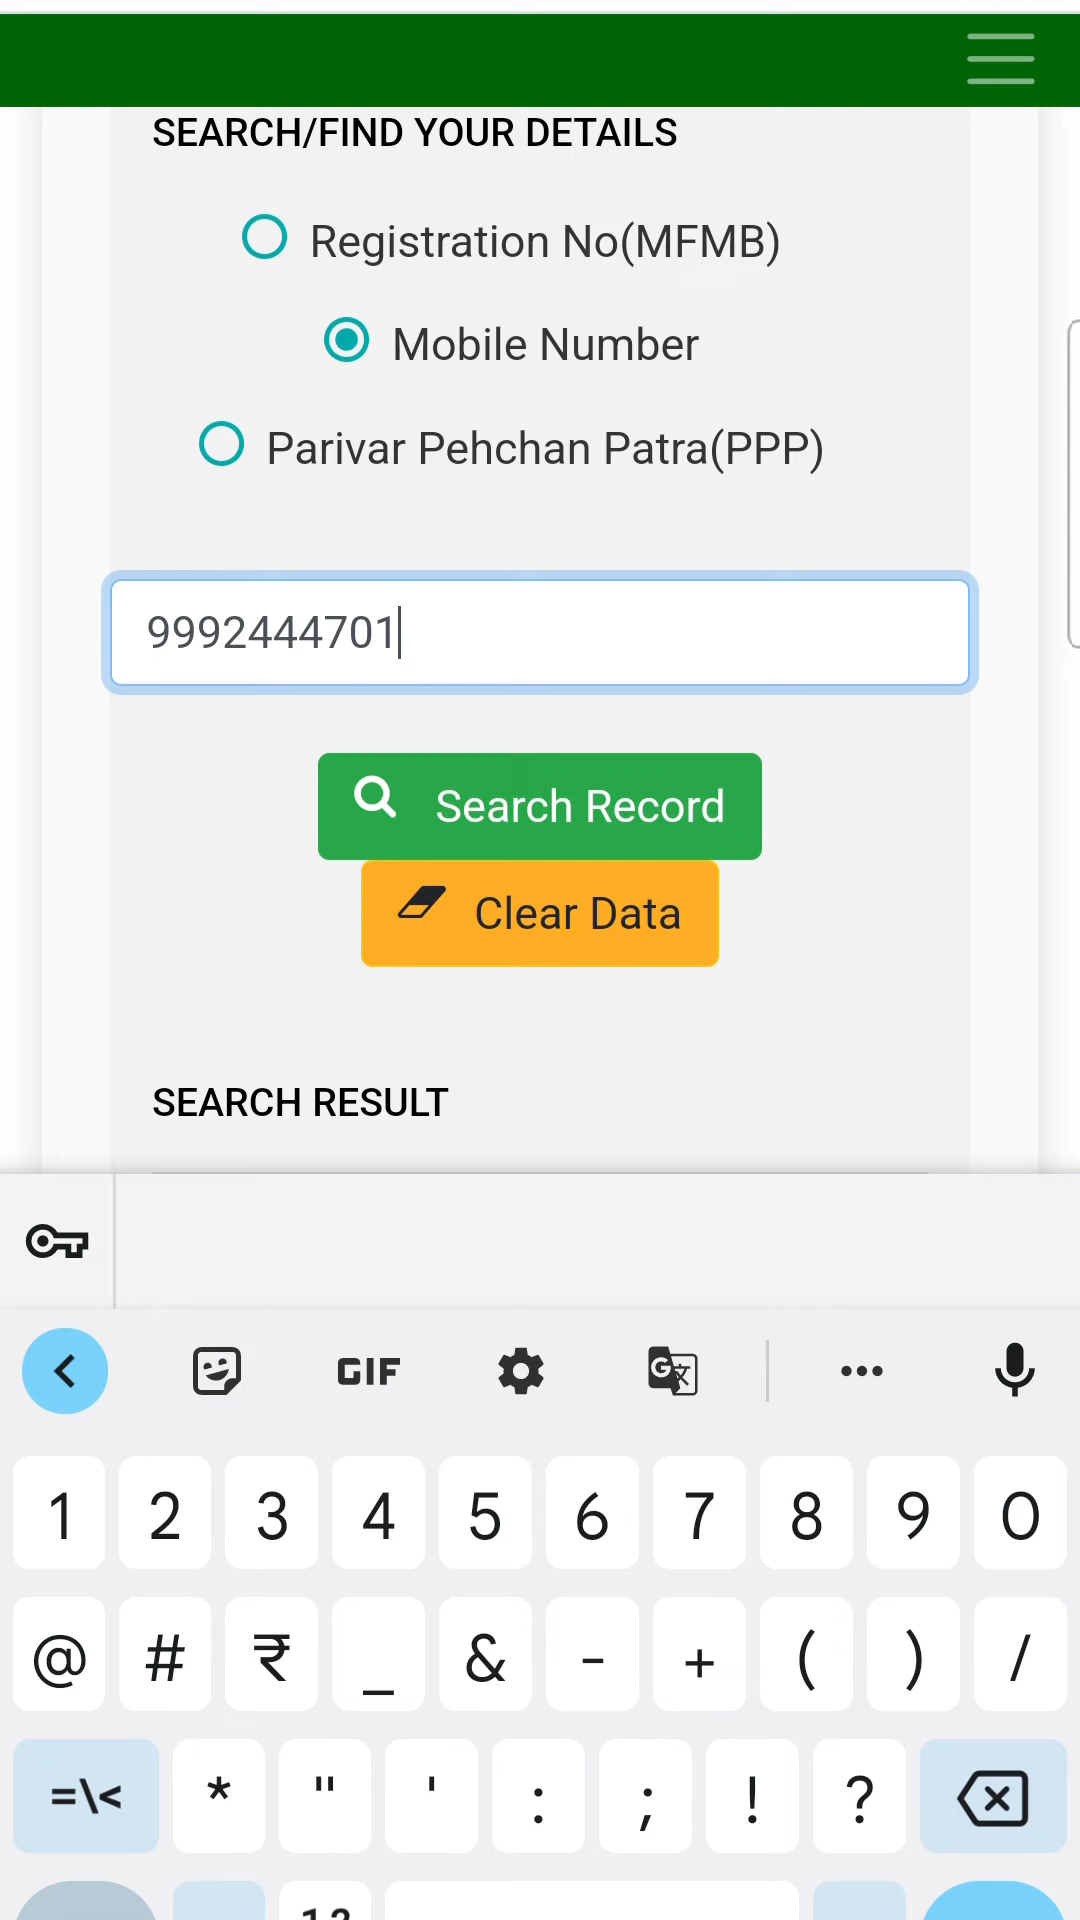 SEARCH/FIND YOUR DETAILS
Registration No(MFMB)
Mobile Number
Parivar Pehchan Patra(PPP)
9992444701
Search Record
Clear Data
SEARCH RESULT
GIF
1 2 3 4 5 6 7 8 9 0
@ # ₹ _ & - + ( ) /
=\< * " ' : ; ! ?
12